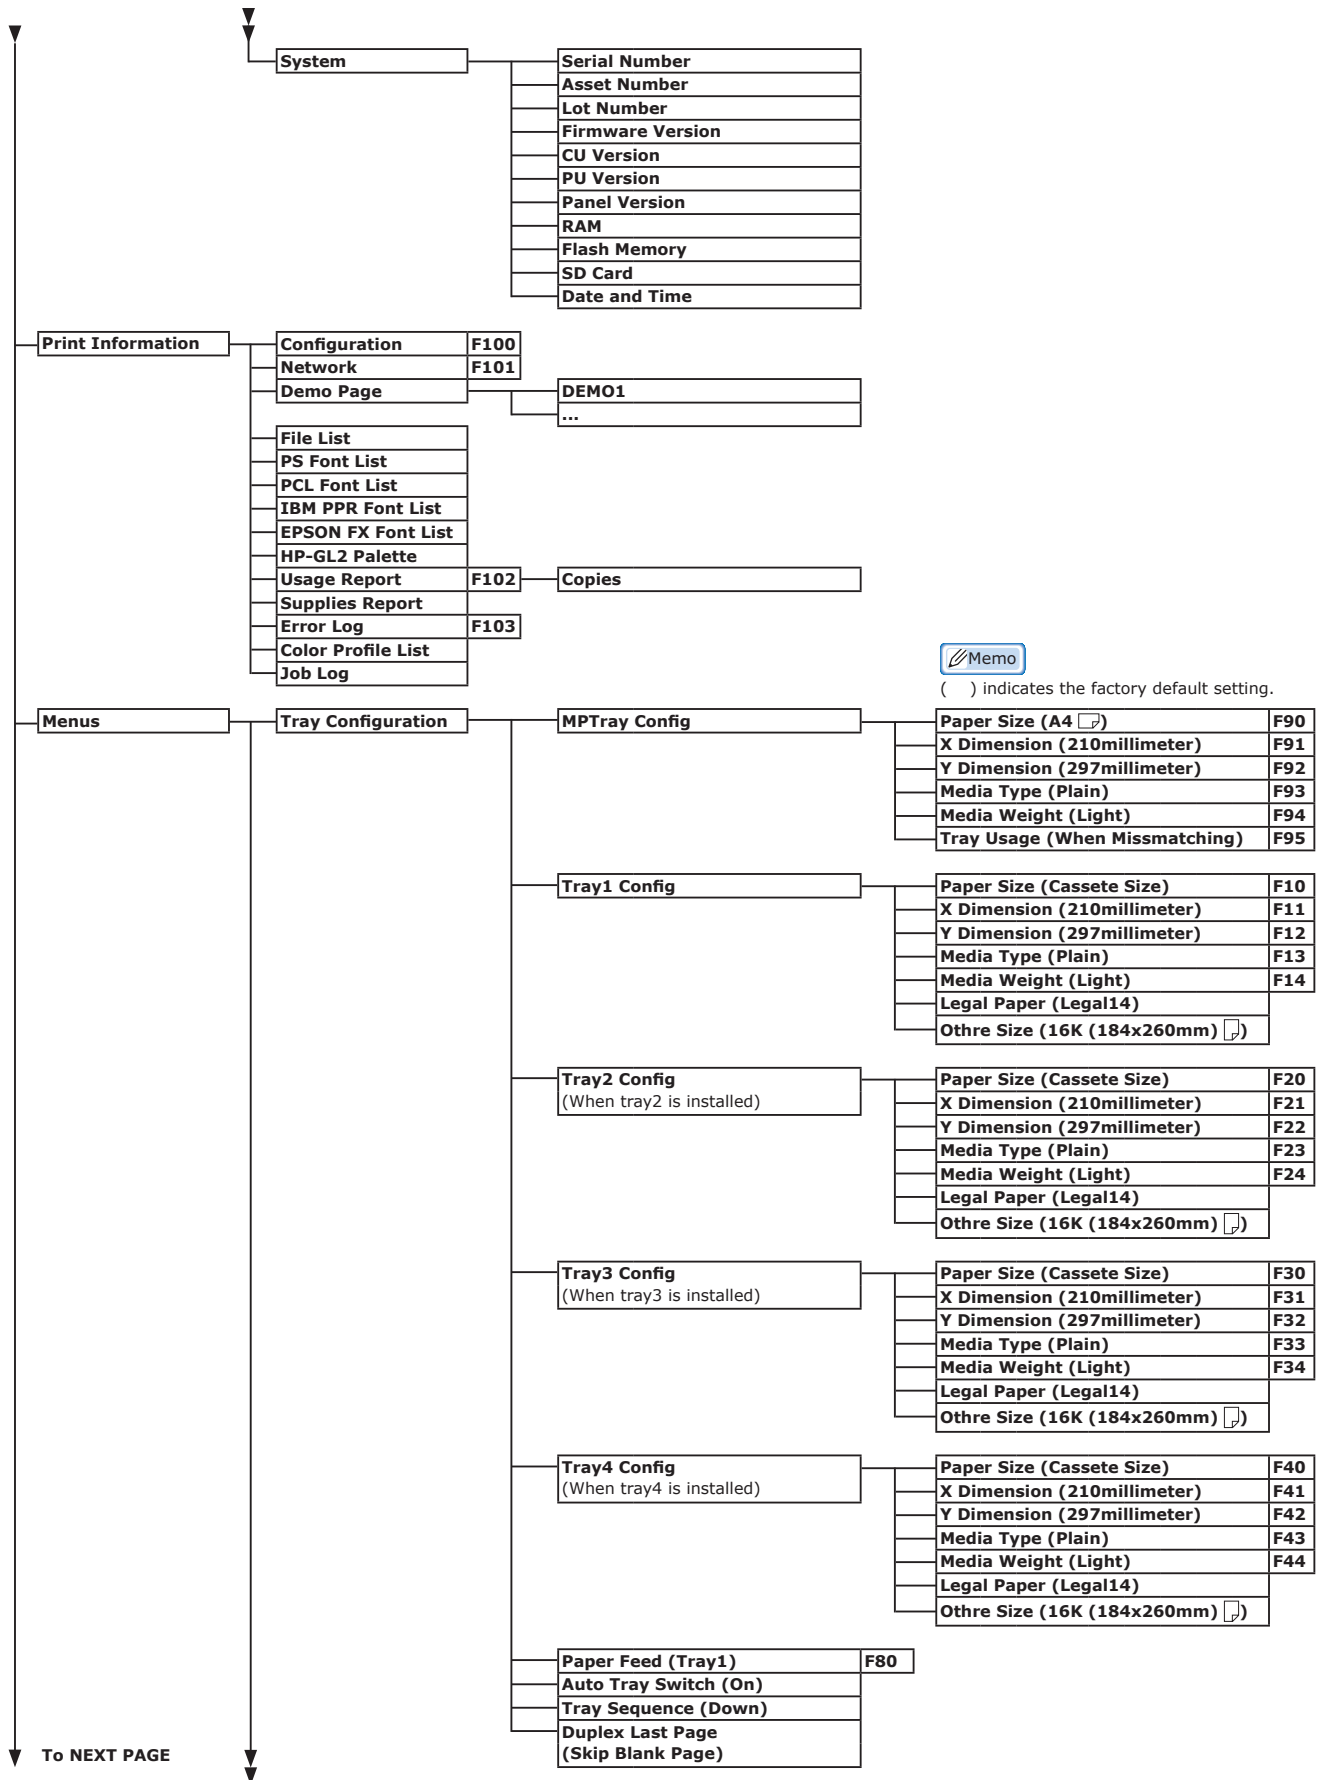 System
Serial Number
Asset Number
Lot Number
Firmware Version
CU Version
PU Version
Panel Version
RAM
Flash Memory
SD Card
Date and Time
Print Information
Configuration F100
Network F101
Demo Page
DEMO1
...
File List
PS Font List
PCL Font List
IBM PPR Font List
EPSON FX Font List
HP-GL2 Palette
Usage Report F102
Copies
Supplies Report
Error Log F103
Color Profile List
Job Log
Memo
( ) indicates the factory default setting.
Menus
Tray Configuration
MPTray Config
Paper Size (A4 ) F90
X Dimension (210millimeter) F91
Y Dimension (297millimeter) F92
Media Type (Plain) F93
Media Weight (Light) F94
Tray Usage (When Missmatching) F95
Tray1 Config
Paper Size (Cassete Size) F10
X Dimension (210millimeter) F11
Y Dimension (297millimeter) F12
Media Type (Plain) F13
Media Weight (Light) F14
Legal Paper (Legal14)
Othre Size (16K (184x260mm) )
Tray2 Config
(When tray2 is installed)
Paper Size (Cassete Size) F20
X Dimension (210millimeter) F21
Y Dimension (297millimeter) F22
Media Type (Plain) F23
Media Weight (Light) F24
Legal Paper (Legal14)
Othre Size (16K (184x260mm) )
Tray3 Config
(When tray3 is installed)
Paper Size (Cassete Size) F30
X Dimension (210millimeter) F31
Y Dimension (297millimeter) F32
Media Type (Plain) F33
Media Weight (Light) F34
Legal Paper (Legal14)
Othre Size (16K (184x260mm) )
Tray4 Config
(When tray4 is installed)
Paper Size (Cassete Size) F40
X Dimension (210millimeter) F41
Y Dimension (297millimeter) F42
Media Type (Plain) F43
Media Weight (Light) F44
Legal Paper (Legal14)
Othre Size (16K (184x260mm) )
Paper Feed (Tray1) F80
Auto Tray Switch (On)
Tray Sequence (Down)
Duplex Last Page
(Skip Blank Page)
To NEXT PAGE